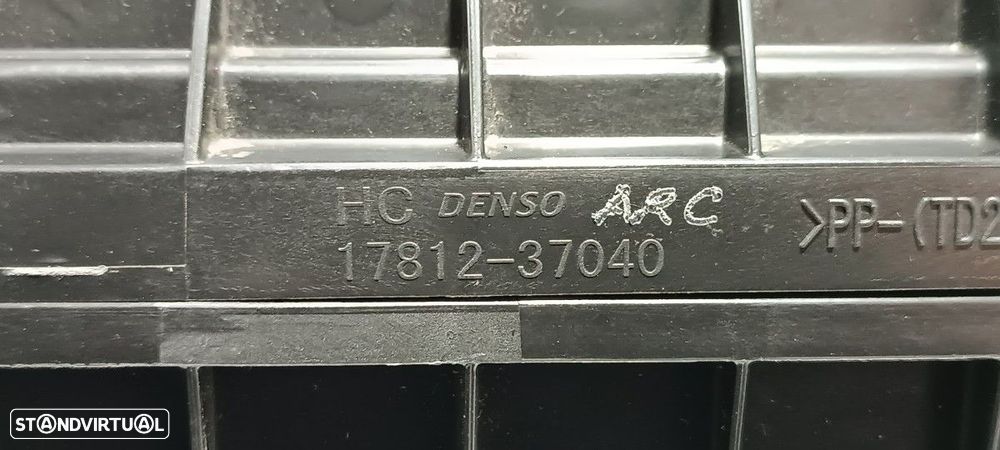 HC DENSO ARC >PP-(TD2
17812-37040
STANDVIRTUAL